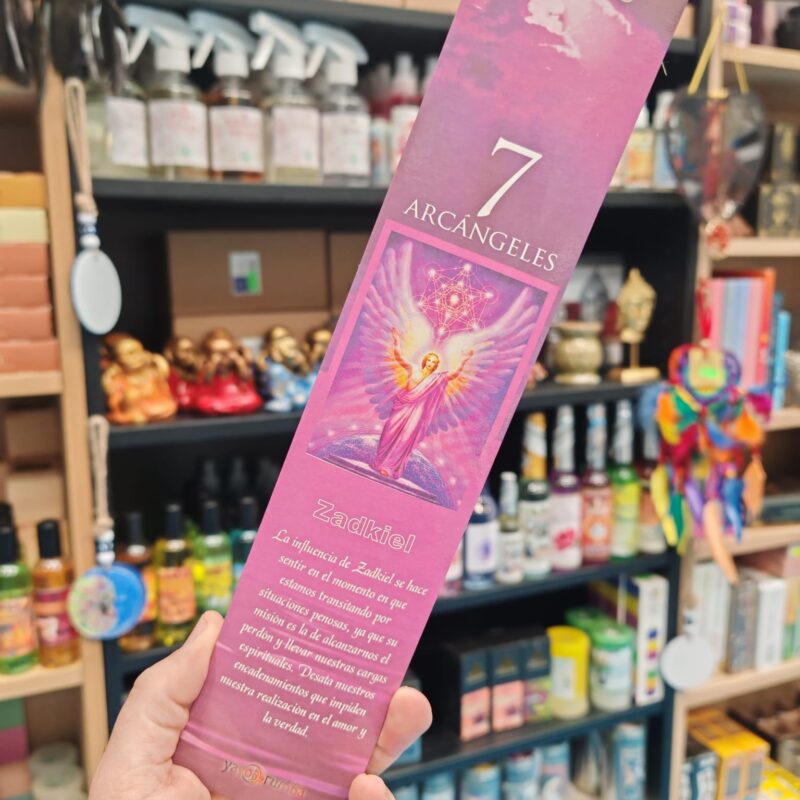 7
ARCÁNGELES
Zadkiel
La influencia de Zadkiel se hace
sentir en el momento en que
estamos transitando por
situaciones penosas, ya que su
misión es la de alcanzarnos el
perdón y llevar nuestras cargas
espirituales. Desata nuestros
encadenamientos que impiden
nuestra realización en el amor y
la verdad.